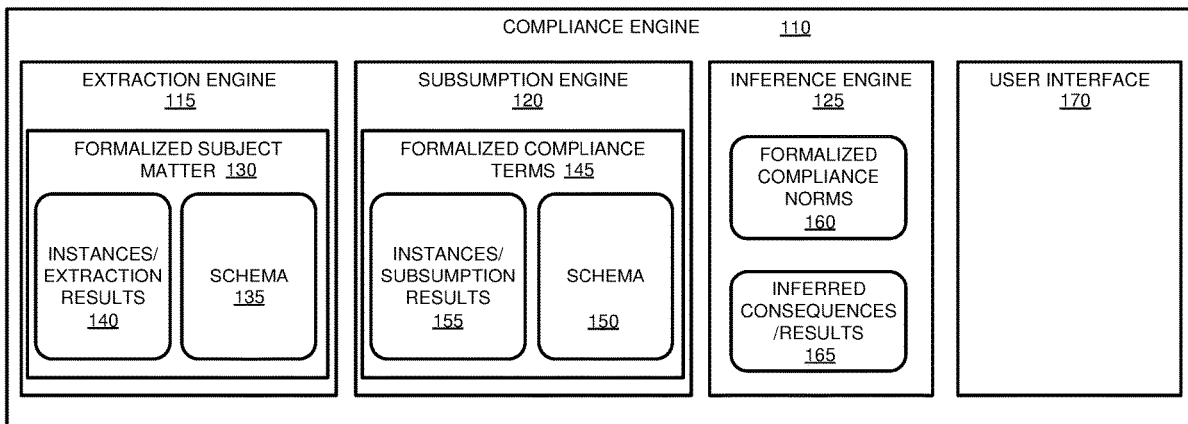 COMPLIANCE ENGINE 110
EXTRACTION ENGINE
115
FORMALIZED SUBJECT
MATTER 130
INSTANCES/
EXTRACTION
RESULTS
140
SCHEMA
135
SUBSUMPTION ENGINE
120
FORMALIZED COMPLIANCE
TERMS 145
INSTANCES/
SUBSUMPTION
RESULTS
155
SCHEMA
150
INFERENCE ENGINE
125
FORMALIZED
COMPLIANCE
NORMS
160
INFERRED
CONSEQUENCES
/RESULTS
165
USER INTERFACE
170